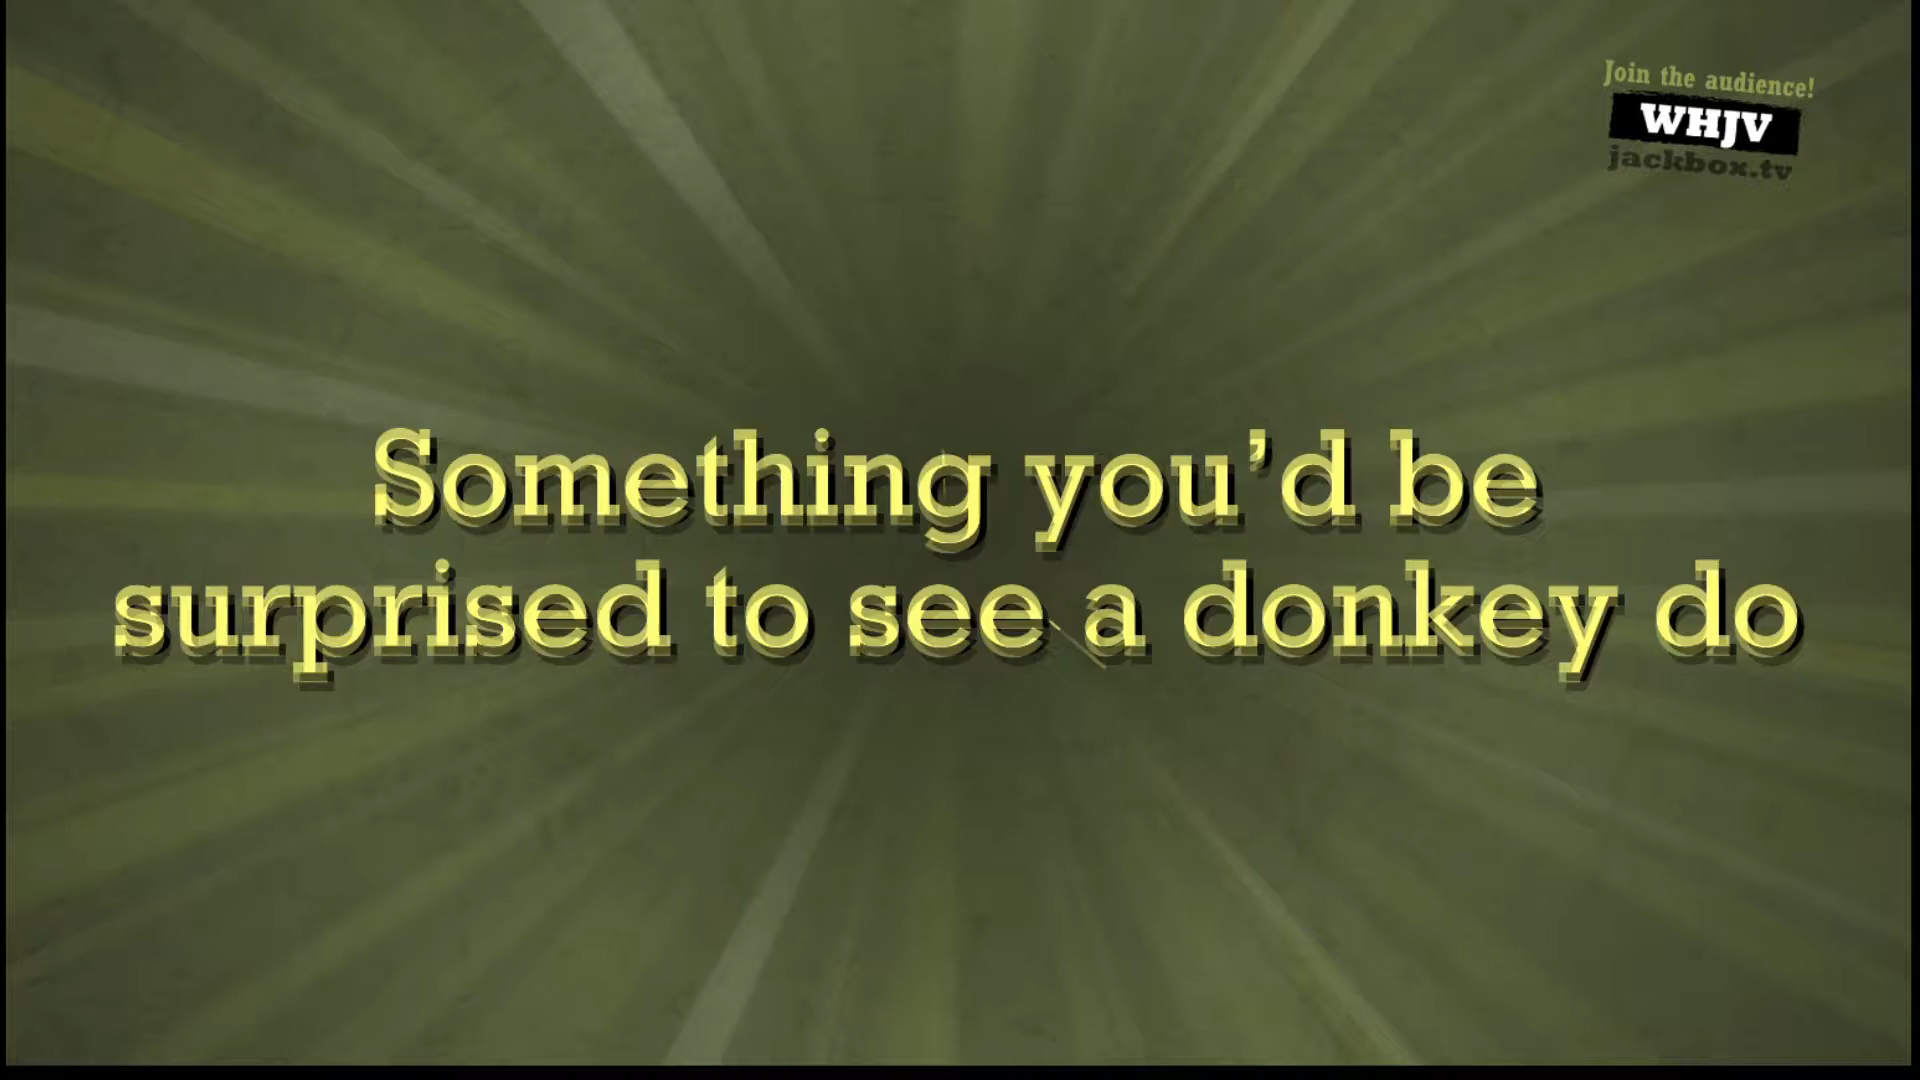 Join the audience!
WHJV
jackbox.tv
Something you’d be
surprised to see a donkey do